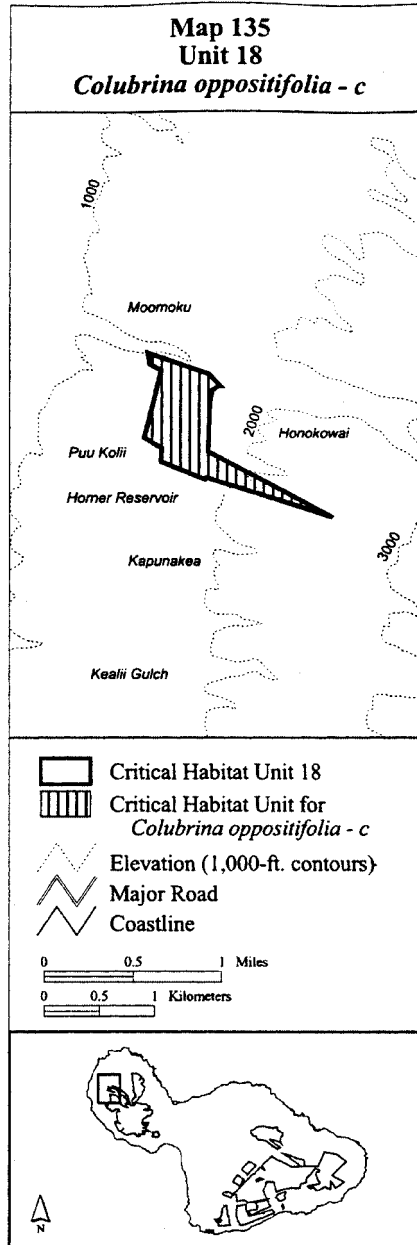 Map 135
Unit 18
Colubrina oppositifolia - c
1000
Moomoku
2000
Honokowai
Puu Kolii
Horner Reservoir
3000
Kapunakea
Kealii Gulch
Critical Habitat Unit 18
Critical Habitat Unit for
Colubrina oppositifolia - c
Elevation (1,000-ft. contours)
Major Road
Coastline
0 0.5 1 Miles
0 0.5 1 Kilometers
N